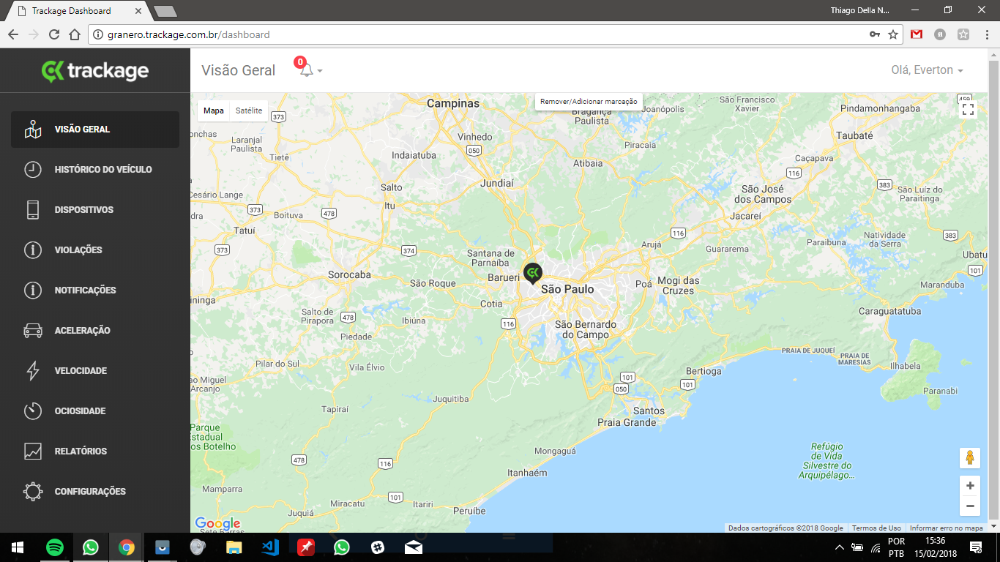 Trackage Dashboard
Thiago Della N...
granero.trackage.com.br/dashboard
trackage
Visão Geral
0
Olá, Everton
VISÃO GERAL
HISTÓRICO DO VEÍCULO
DISPOSITIVOS
VIOLAÇÕES
NOTIFICAÇÕES
ACELERAÇÃO
VELOCIDADE
OCIOSIDADE
RELATÓRIOS
CONFIGURAÇÕES
Mapa
Satélite
Remover/Adicionar marcação
Campinas
Bragança
Paulista
Joanópolis
São Francisco
Xavier
459
Pindamonhangaba
Taubaté
373
Laranjal
Paulista
Tietê
Vinhedo
050
Indaiatuba
Piracaia
Atibaia
Caçapava
116
Jundiaí
Salto
Itu
Cesário Lange
373
Boituva
478
Tatuí
São José
dos Campos
Jacareí
383
São Luíz do
Paraitinga
116
Arujá
Guararema
Paraibuna
Natividade
da Serra
383
Ubatu
101
373
374
Santana de
Parnaíba
Barueri
Sorocaba
São Roque
São Paulo
Poá
Mogi das
Cruzes
Maranduba
Caraguatatuba
Cotia
Salto de
Pirapora
478
Ibiúna
116
São Bernardo
do Campo
Piedade
Pilar do Sul
Vila Élvio
PRAIA DE JUQUEÍ
PRAIA DE
MARESIAS
Ilhabela
Paranabi
101
050
101
Bertioga
ao Miguel
Arcanjo
Juquitiba
Tapiraí
Santos
Praia Grande
Parque
Estadual
os Botelho
Mongaguá
478
116
Itanhaém
Refúgio
de Vida
Silvestre do
Arquipélago...
Mamparra
Miracatu
101
Itariri
Juquiá
Peruíbe
Google
Sete Barras
Dados cartográficos ©2018 Google
Termos de Uso
Informar erro no mapa
POR
PTB
15:36
15/02/2018